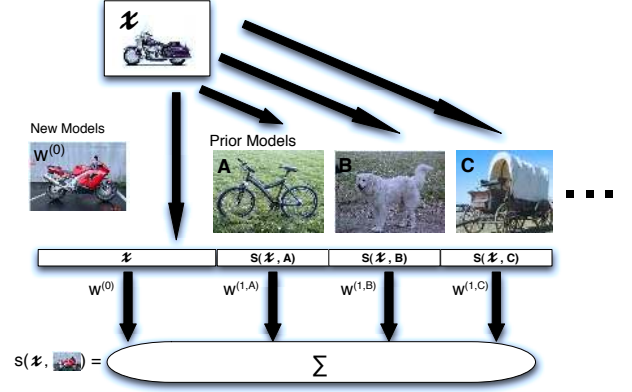 𝒙
New Models
W(0)
Prior Models
A
B
C
𝒙
s(𝒙, A)
s(𝒙, B)
s(𝒙, C)
W(0)
W(1,A)
W(1,B)
W(1,C)
s(𝒙, ) =
Σ